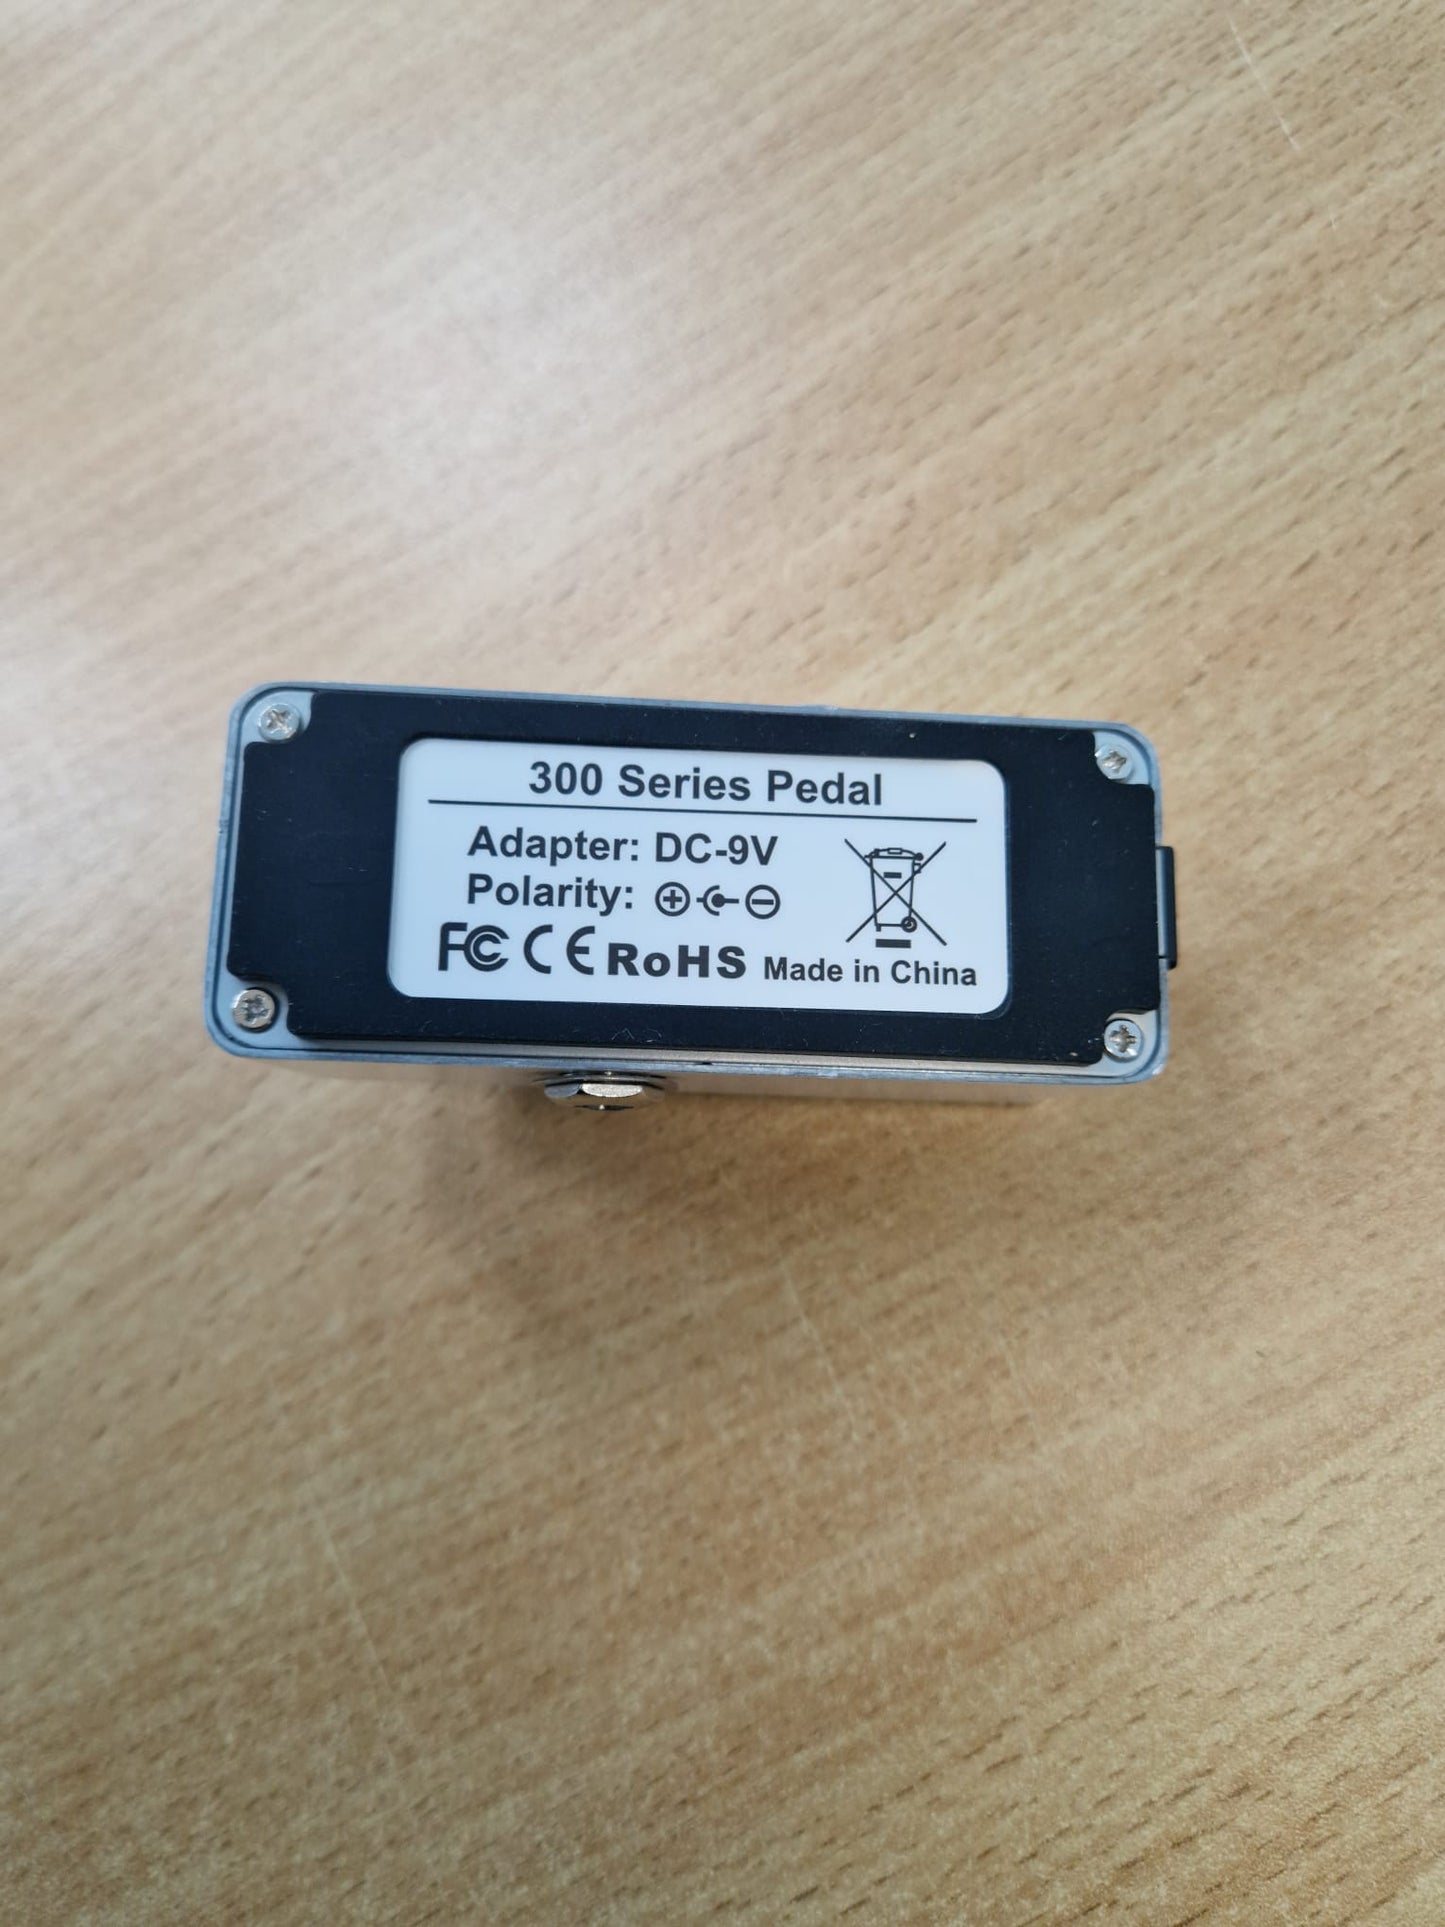 300 Series Pedal
Adapter: DC-9V
Polarity:
FC CE RoHS Made in China